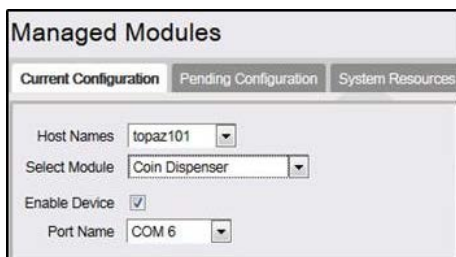 Managed Modules
Current Configuration Pending Configuration System Resources
Host Names topaz101
Select Module Coin Dispenser
Enable Device
Port Name COM 6